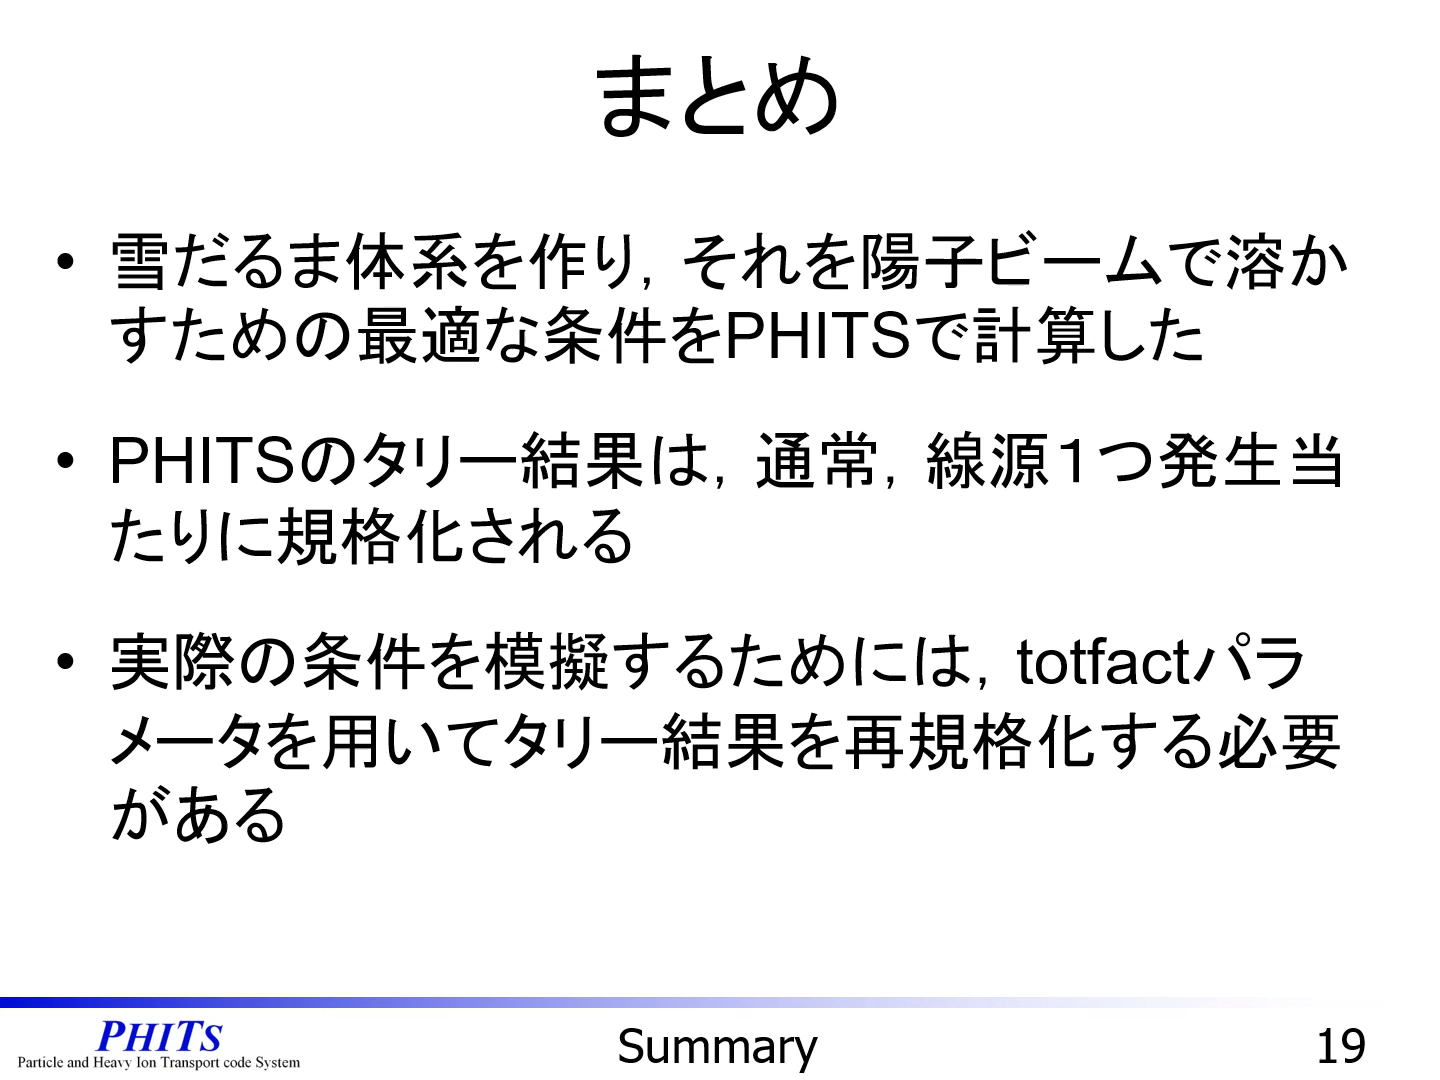 まとめ
• 雪だるま体系を作り，それを陽子ビームで溶か
すための最適な条件をPHITSで計算した
• PHITSのタリー結果は，通常，線源１つ発生当
たりに規格化される
• 実際の条件を模擬するためには，totfactパラ
メータを用いてタリー結果を再規格化する必要
がある
PHITS
Particle and Heavy Ion Transport code System
Summary
19